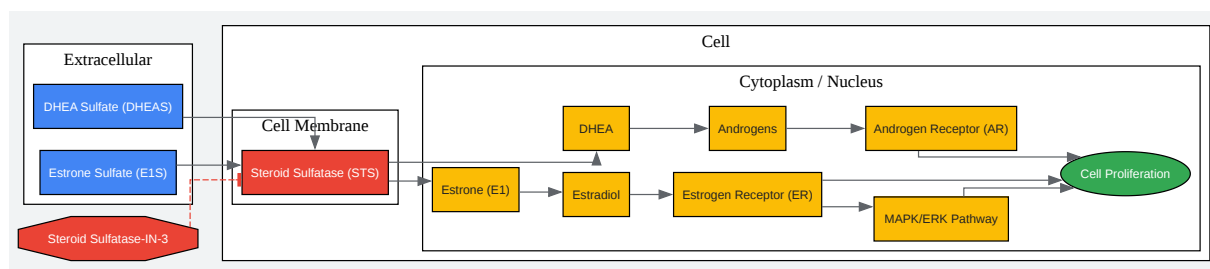 Cell
Extracellular
Cytoplasm / Nucleus
DHEA Sulfate (DHEAS)
Cell Membrane
DHEA
Androgens
Androgen Receptor (AR)
Estrone Sulfate (E1S)
Steroid Sulfatase (STS)
Estrone (E1)
Estradiol
Estrogen Receptor (ER)
Cell Proliferation
MAPK/ERK Pathway
Steroid Sulfatase-IN-3